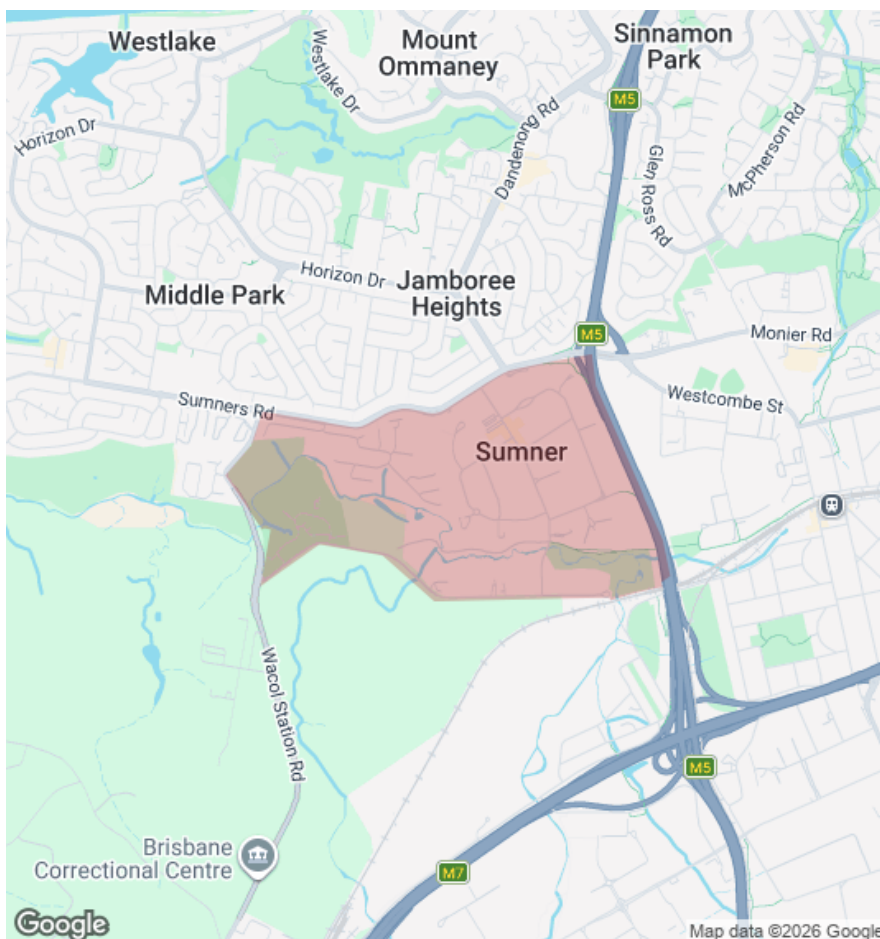 Westlake
Mount
Ommaney
Sinnamon
Park
Westlake Dr
M5
Horizon Dr
Dandenong Rd
McPherson Rd
Glen Ross Rd
Horizon Dr
Jamboree
Heights
Middle Park
M5
Monier Rd
Sumners Rd
Westcombe St
Sumner
Wacol Station Rd
M5
Brisbane
Correctional Centre
M7
Google
Map data ©2026 Google